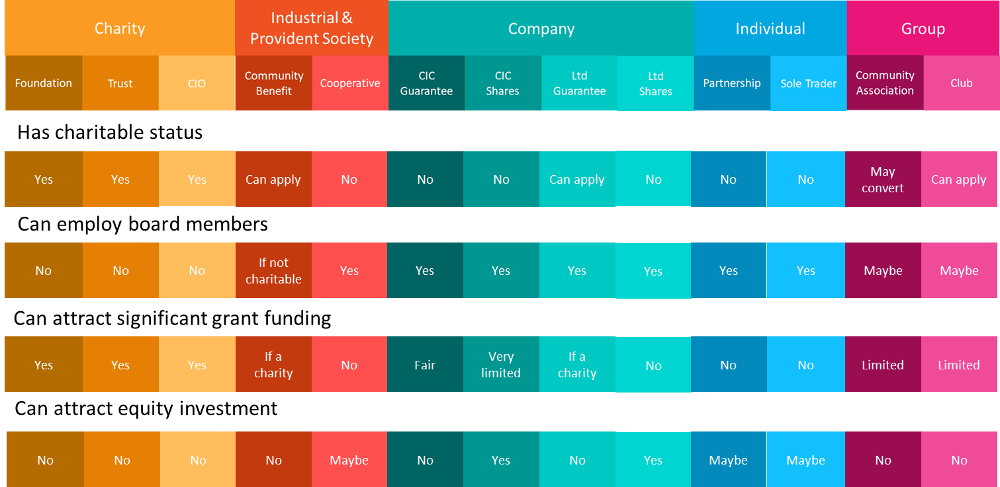 Charity
Industrial &
Provident Society
Company
Individual
Group
Foundation
Trust
CIO
Community
Benefit
Cooperative
CIC
Guarantee
CIC
Shares
Ltd
Guarantee
Ltd
Shares
Partnership
Sole Trader
Community
Association
Club
Has charitable status
Yes
Yes
Yes
Can apply
No
No
No
Can apply
No
No
No
May
convert
Can apply
Can employ board members
No
No
No
If not
charitable
Yes
Yes
Yes
Yes
Yes
Yes
Yes
Maybe
Maybe
Can attract significant grant funding
Yes
Yes
Yes
If a
charity
No
Fair
Very
limited
If a
charity
No
No
No
Limited
Limited
Can attract equity investment
No
No
No
No
Maybe
No
Yes
No
Yes
Maybe
Maybe
No
No